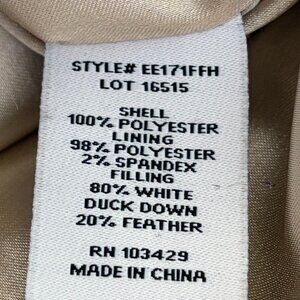 STYLE# EE171FFH
LOT 16515
SHELL
100% POLYESTER
LINING
98% POLYESTER
2% SPANDEX
FILLING
80% WHITE
DUCK DOWN
20% FEATHER
RN 103429
MADE IN CHINA